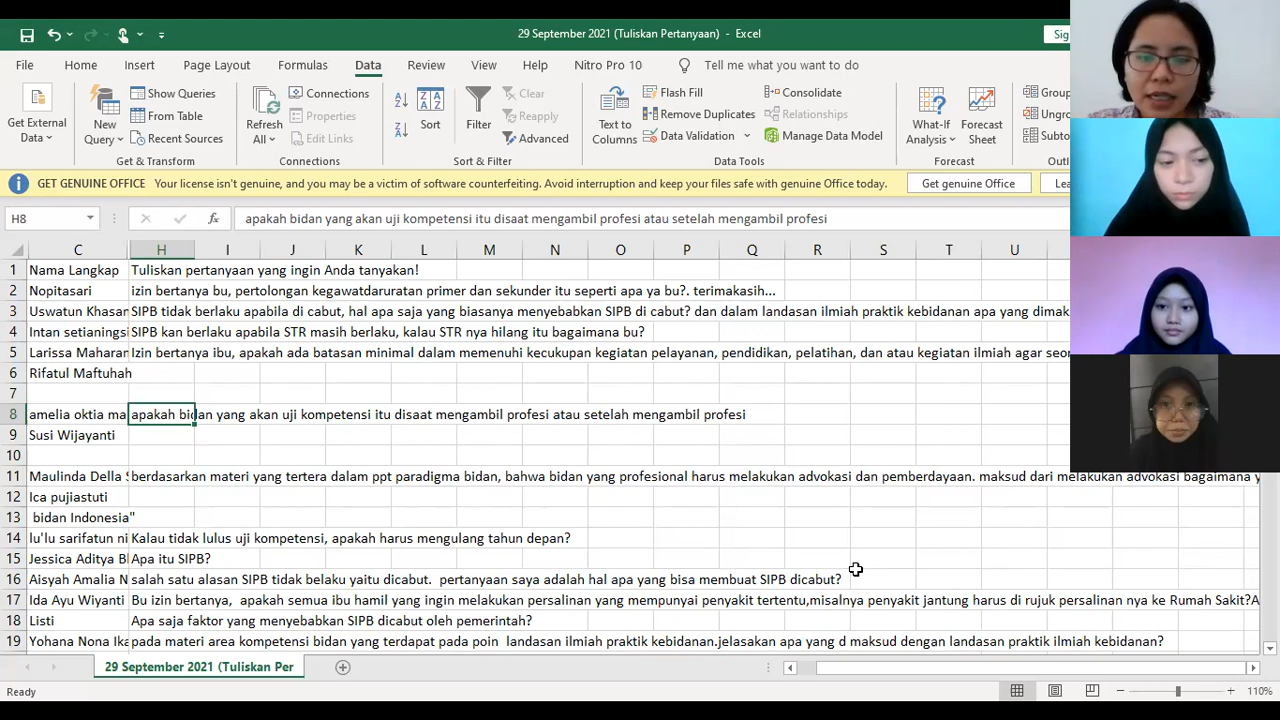 29 September 2021 (Tuliskan Pertanyaan) - Excel
Sig
File Home Insert Page Layout Formulas Data Review View Help Nitro Pro 10 Tell me what you want to do
Get External Data
New Query
Show Queries
From Table
Recent Sources
Get & Transform
Refresh All
Connections
Properties
Edit Links
Connections
Sort
Filter
Clear
Reapply
Advanced
Sort & Filter
Text to Columns
Flash Fill
Remove Duplicates
Data Validation
Consolidate
Relationships
Manage Data Model
Data Tools
What-If Analysis
Forecast Sheet
Forecast
Group
Ungro
Subto
Outl
GET GENUINE OFFICE Your license isn't genuine, and you may be a victim of software counterfeiting. Avoid interruption and keep your files safe with genuine Office today. Get genuine Office Lea
H8 fx apakah bidan yang akan uji kompetensi itu disaat mengambil profesi atau setelah mengambil profesi
C H I J K L M N O P Q R S T U
1 Nama Langkap Tuliskan pertanyaan yang ingin Anda tanyakan!
2 Nopitasari izin bertanya bu, pertolongan kegawatdaruratan primer dan sekunder itu seperti apa ya bu?. terimakasih...
3 Uswatun Khasan SIPB tidak berlaku apabila di cabut, hal apa saja yang biasanya menyebabkan SIPB di cabut? dan dalam landasan ilmiah praktik kebidanan apa yang dimak
4 Intan setianingsi SIPB kan berlaku apabila STR masih berlaku, kalau STR nya hilang itu bagaimana bu?
5 Larissa Maharan Izin bertanya ibu, apakah ada batasan minimal dalam memenuhi kecukupan kegiatan pelayanan, pendidikan, pelatihan, dan atau kegiatan ilmiah agar seor
6 Rifatul Maftuhah
7
8 amelia oktia ma apakah bidan yang akan uji kompetensi itu disaat mengambil profesi atau setelah mengambil profesi
9 Susi Wijayanti
10
11 Maulinda Della S berdasarkan materi yang tertera dalam ppt paradigma bidan, bahwa bidan yang profesional harus melakukan advokasi dan pemberdayaan. maksud dari melakukan advokasi bagaimana y
12 Ica pujiastuti
13 bidan Indonesia"
14 lu'lu sarifatun ni Kalau tidak lulus uji kompetensi, apakah harus mengulang tahun depan?
15 Jessica Aditya Bl Apa itu SIPB?
16 Aisyah Amalia N salah satu alasan SIPB tidak belaku yaitu dicabut. pertanyaan saya adalah hal apa yang bisa membuat SIPB dicabut?
17 Ida Ayu Wiyanti Bu izin bertanya, apakah semua ibu hamil yang ingin melakukan persalinan yang mempunyai penyakit tertentu,misalnya penyakit jantung harus di rujuk persalinan nya ke Rumah Sakit?A
18 Listi Apa saja faktor yang menyebabkan SIPB dicabut oleh pemerintah?
19 Yohana Nona Ika pada materi area kompetensi bidan yang terdapat pada poin landasan ilmiah praktik kebidanan,jelasakan apa yang d maksud dengan landasan praktik ilmiah kebidanan?
29 September 2021 (Tuliskan Per
Ready 110%